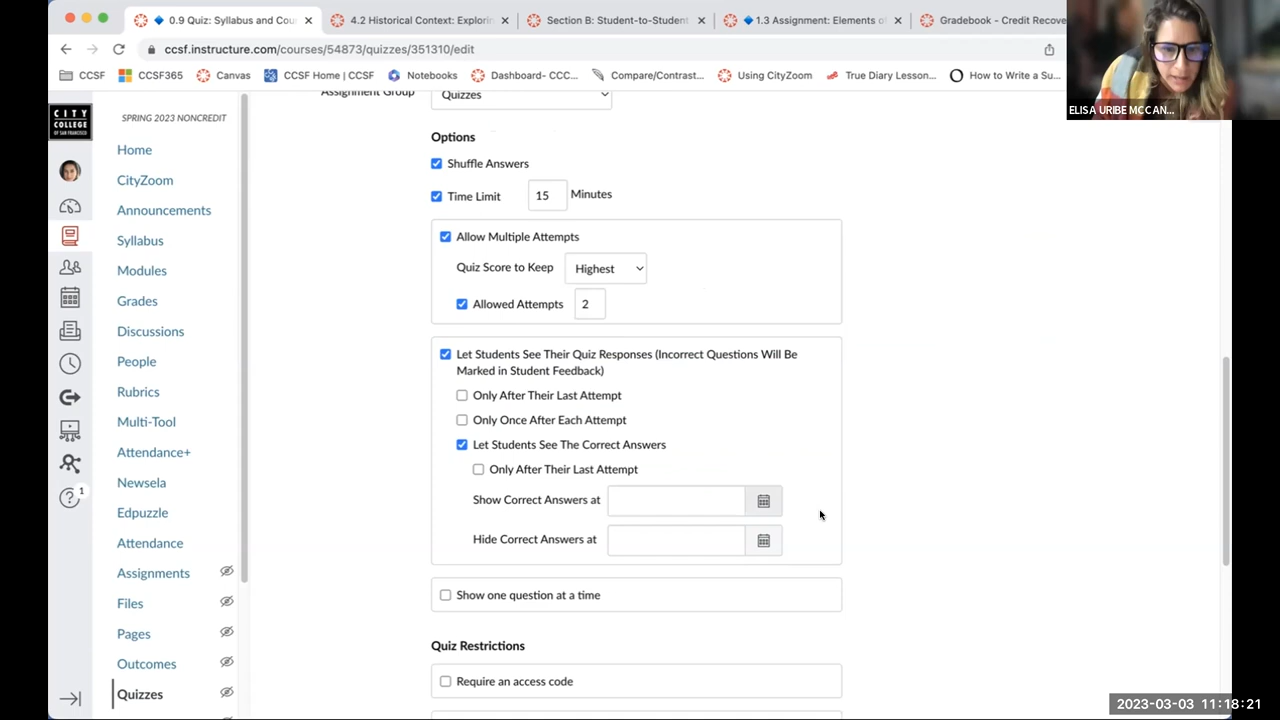 0.9 Quiz: Syllabus and Cou
4.2 Historical Context: Explorin
Section B: Student-to-Student
1.3 Assignment: Elements o
Gradebook - Credit Recove
ccsf.instructure.com/courses/54873/quizzes/351310/edit
CCSF
CCSF365
Canvas
CCSF Home | CCSF
Notebooks
Dashboard- CCC...
Compare/Contrast...
Using CityZoom
True Diary Lesson...
How to Write a Su...
ELISA URIBE MCCAN...
CITY
COLLEGE
OF SAN FRANCISCO
SPRING 2023 NONCREDIT
Home
CityZoom
Announcements
Syllabus
Modules
Grades
Discussions
People
Rubrics
Multi-Tool
Attendance+
Newsela
Edpuzzle
Attendance
Assignments
Files
Pages
Outcomes
Quizzes
1
Assignment Group
Quizzes
Options
Shuffle Answers
Time Limit 15 Minutes
Allow Multiple Attempts
Quiz Score to Keep Highest
Allowed Attempts 2
Let Students See Their Quiz Responses (Incorrect Questions Will Be
Marked in Student Feedback)
Only After Their Last Attempt
Only Once After Each Attempt
Let Students See The Correct Answers
Only After Their Last Attempt
Show Correct Answers at
Hide Correct Answers at
Show one question at a time
Quiz Restrictions
Require an access code
2023-03-03 11:18:21